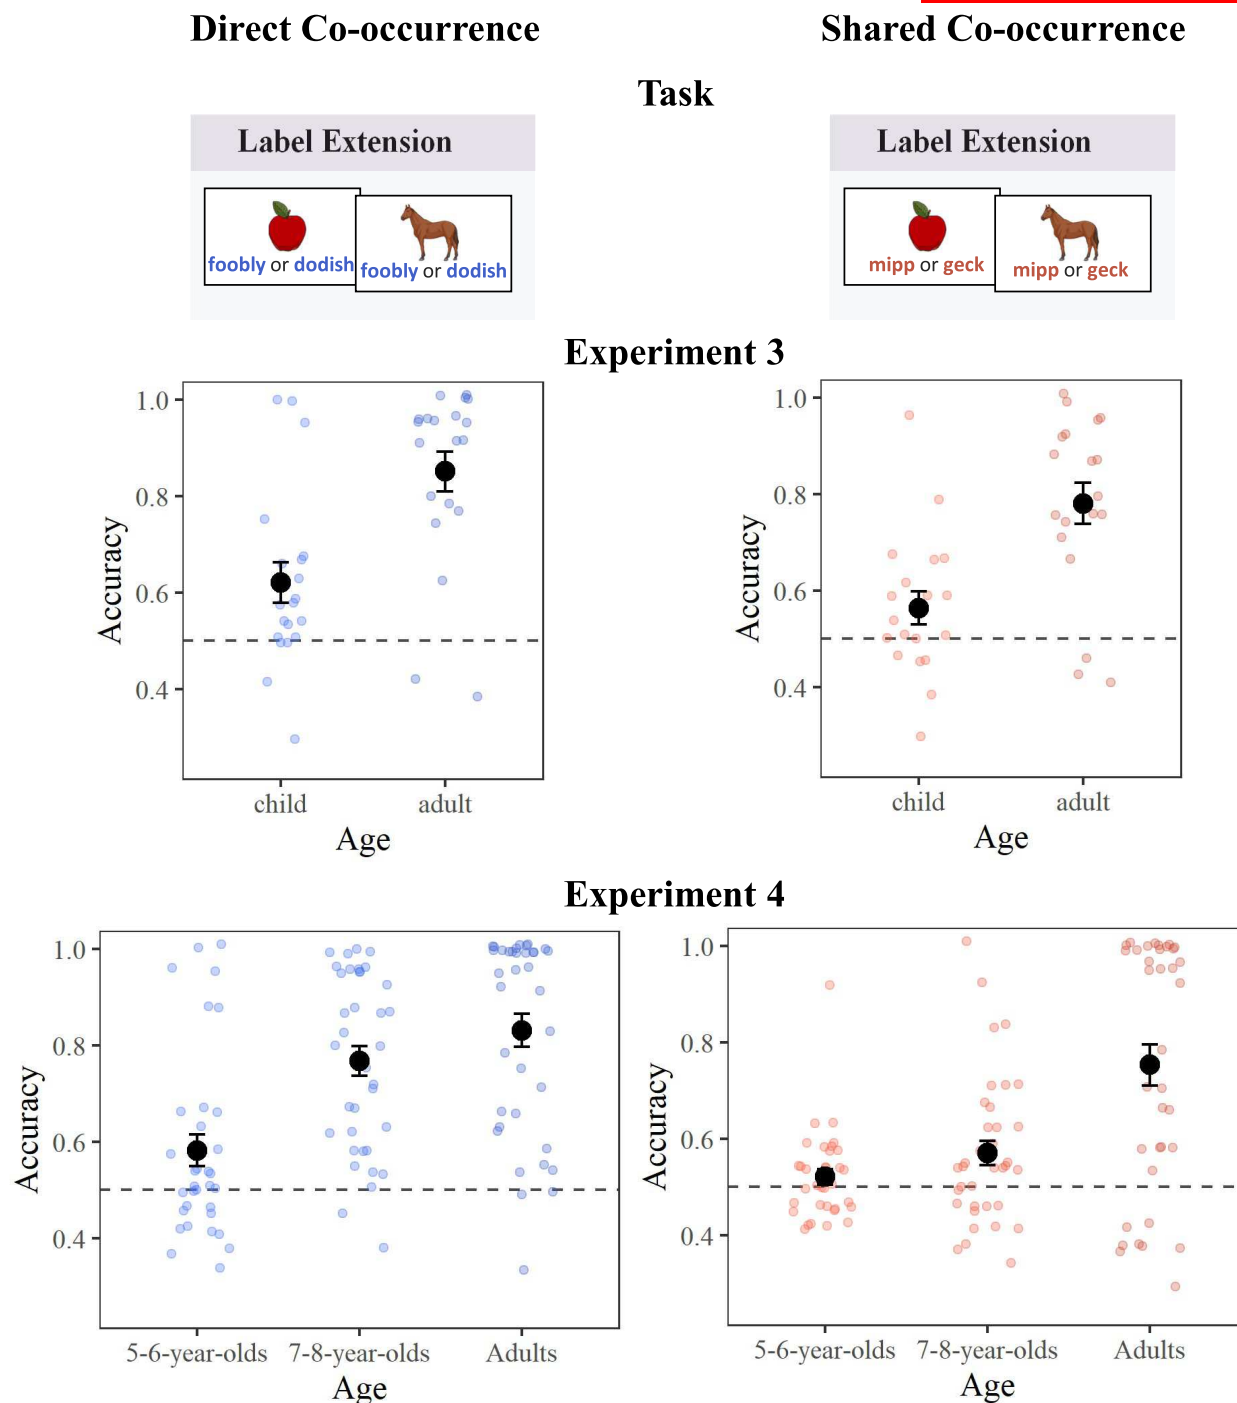 Direct Co-occurrence
Shared Co-occurrence
Task
Label Extension
foobly or dodish
foobly or dodish
Label Extension
mipp or geck
mipp or geck
Experiment 3
1.0
0.8
0.6
0.4
Accuracy
child
adult
Age
1.0
0.8
0.6
0.4
Accuracy
child
adult
Age
Experiment 4
1.0
0.8
0.6
0.4
Accuracy
5-6-year-olds
7-8-year-olds
Adults
Age
1.0
0.8
0.6
0.4
Accuracy
5-6-year-olds
7-8-year-olds
Adults
Age